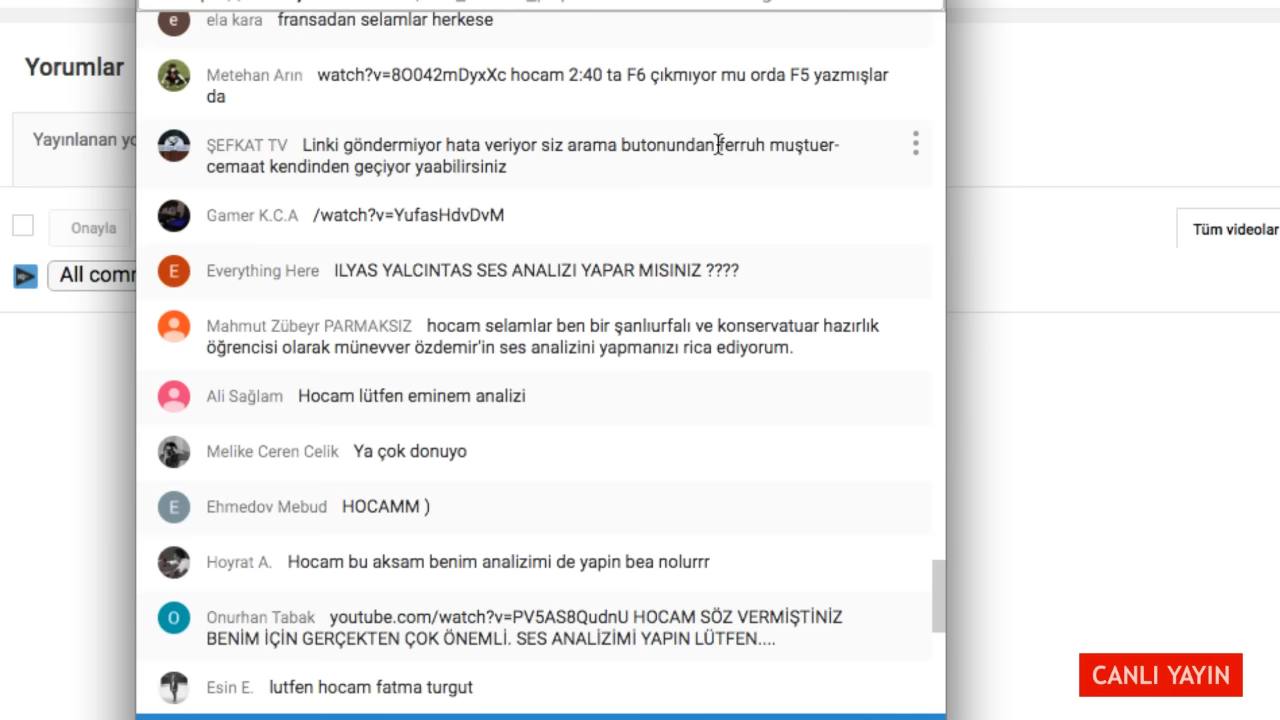 ela kara fransadan selamlar herkese
Yorumlar
Metehan Arın watch?v=8O042mDyxXc hocam 2:40 ta F6 çıkmıyor mu orda F5 yazmışlar
da
Yayınlanan yo
ŞEFKAT TV Linki göndermiyor hata veriyor siz arama butonundan ferruh muştuer-
cemaat kendinden geçiyor yaabilirsiniz
Onayla
Gamer K.C.A /watch?v=YufasHdvDvM
Tüm videolar
All comm
Everything Here ILYAS YALCINTAS SES ANALIZI YAPAR MISINIZ ????
Mahmut Zübeyr PARMAKSIZ hocam selamlar ben bir şanlıurfalı ve konservatuar hazırlık
öğrencisi olarak münevver özdemir'in ses analizini yapmanızı rica ediyorum.
Ali Sağlam Hocam lütfen eminem analizi
Melike Ceren Celik Ya çok donuyo
E Ehmedov Mebud HOCAMM )
Hoyrat A. Hocam bu aksam benim analizimi de yapin bea nolurrr
Onurhan Tabak youtube.com/watch?v=PV5AS8QudnU HOCAM SÖZ VERMİŞTİNİZ
BENİM İÇİN GERÇEKTEN ÇOK ÖNEMLİ. SES ANALİZİMİ YAPIN LÜTFEN....
Esin E. lutfen hocam fatma turgut
CANLI YAYIN